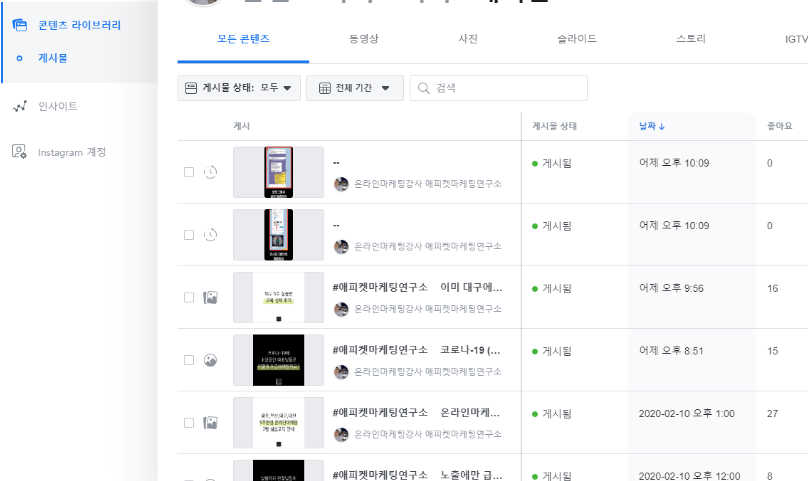 콘텐츠 라이브러리
게시물
인사이트
Instagram 계정
모든 콘텐츠 동영상 사진 슬라이드 스토리 IGTV
게시물 상태: 모두 전체 기간 검색
게시 게시물 상태 날짜 ↓ 좋아요
-- 게시됨 어제 오후 10:09 0
온라인마케팅강사 애피켓마케팅연구소
-- 게시됨 어제 오후 10:09 0
온라인마케팅강사 애피켓마케팅연구소
#애피켓마케팅연구소 이미 대구에... 게시됨 어제 오후 9:56 16
온라인마케팅강사 애피켓마케팅연구소
#애피켓마케팅연구소 코로나-19 (... 게시됨 어제 오후 8:51 15
온라인마케팅강사 애피켓마케팅연구소
#애피켓마케팅연구소 온라인마케... 게시됨 2020-02-10 오후 1:00 27
온라인마케팅강사 애피켓마케팅연구소
#애피켓마케팅연구소 노출에만 급... 게시됨 2020-02-10 오후 12:00 8